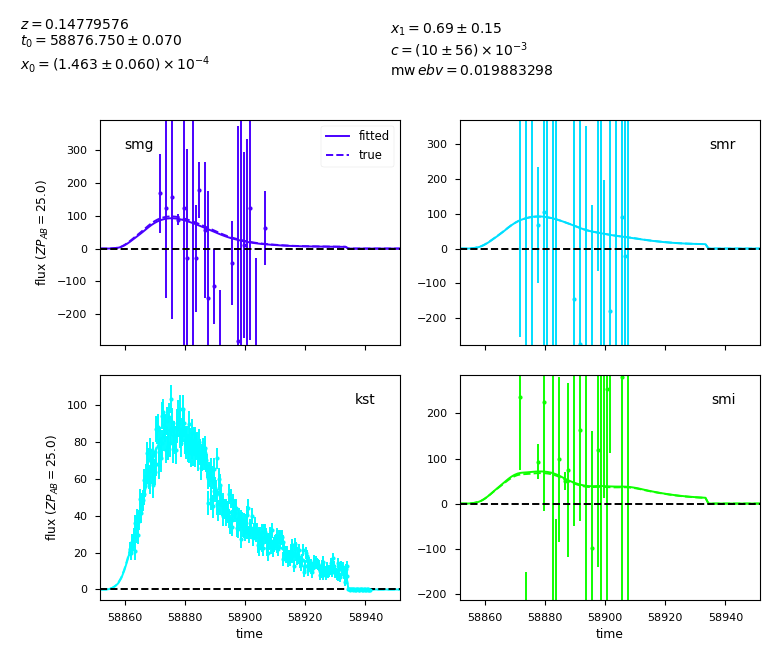 z = 0.14779576
t0 = 58876.750 ± 0.070
x0 = (1.463 ± 0.060) × 10^−4
x1 = 0.69 ± 0.15
c = (10 ± 56) × 10^−3
mw ebv = 0.019883298
smg
fitted
true
300
200
100
0
−100
−200
flux (ZP_AB = 25.0)
smr
300
200
100
0
−100
−200
kst
100
80
60
40
20
0
flux (ZP_AB = 25.0)
58860 58880 58900 58920 58940
time
smi
200
100
0
−100
−200
58860 58880 58900 58920 58940
time